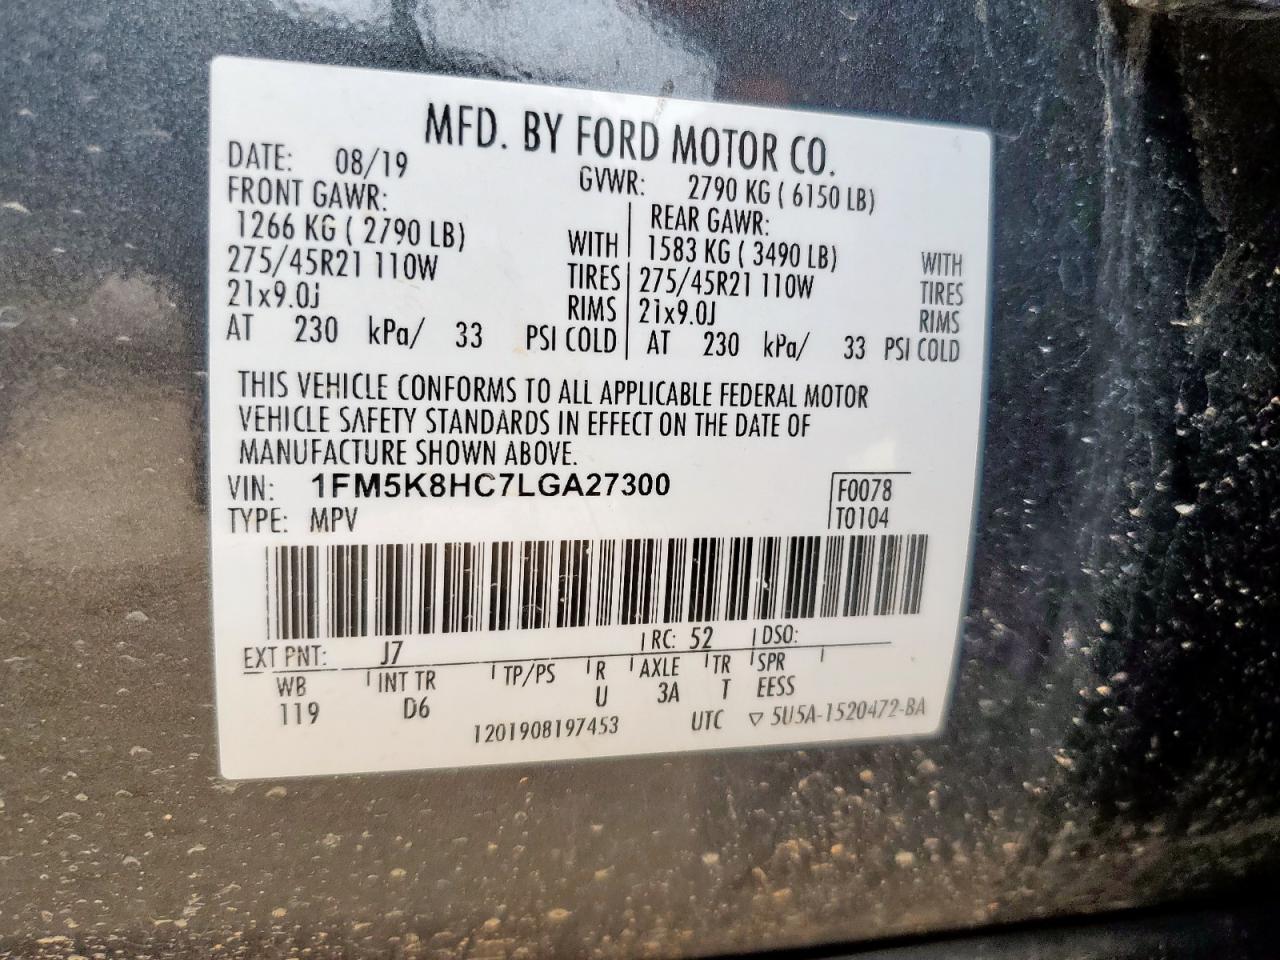 MFD. BY FORD MOTOR CO.
DATE: 08/19 GVWR: 2790 KG ( 6150 LB)
FRONT GAWR: REAR GAWR:
1266 KG ( 2790 LB) WITH 1583 KG ( 3490 LB) WITH
275/45R21 110W TIRES 275/45R21 110W TIRES
21x9.0J RIMS 21x9.0J RIMS
AT 230 kPa/ 33 PSI COLD AT 230 kPa/ 33 PSI COLD
THIS VEHICLE CONFORMS TO ALL APPLICABLE FEDERAL MOTOR
VEHICLE SAFETY STANDARDS IN EFFECT ON THE DATE OF
MANUFACTURE SHOWN ABOVE.
VIN: 1FM5K8HC7LGA27300 F0078
TYPE: MPV T0104
EXT PNT: J7 RC: 52 DSO:
WB INT TR TP/PS R AXLE TR SPR
119 D6 U 3A T EESS
1201908197453 UTC ▽ 5U5A-1520472-BA